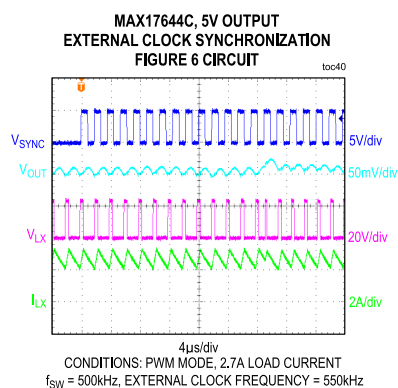 MAX17644C, 5V OUTPUT
EXTERNAL CLOCK SYNCHRONIZATION
FIGURE 6 CIRCUIT
toc40
T
VSYNC 5V/div
VOUT 50mV/div
VLX 20V/div
ILX 2A/div
4µs/div
CONDITIONS: PWM MODE, 2.7A LOAD CURRENT
fSW = 500kHz, EXTERNAL CLOCK FREQUENCY = 550kHz